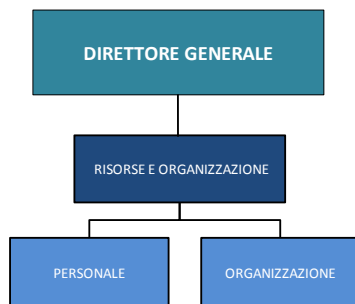 DIRETTORE GENERALE
RISORSE E ORGANIZZAZIONE
PERSONALE
ORGANIZZAZIONE